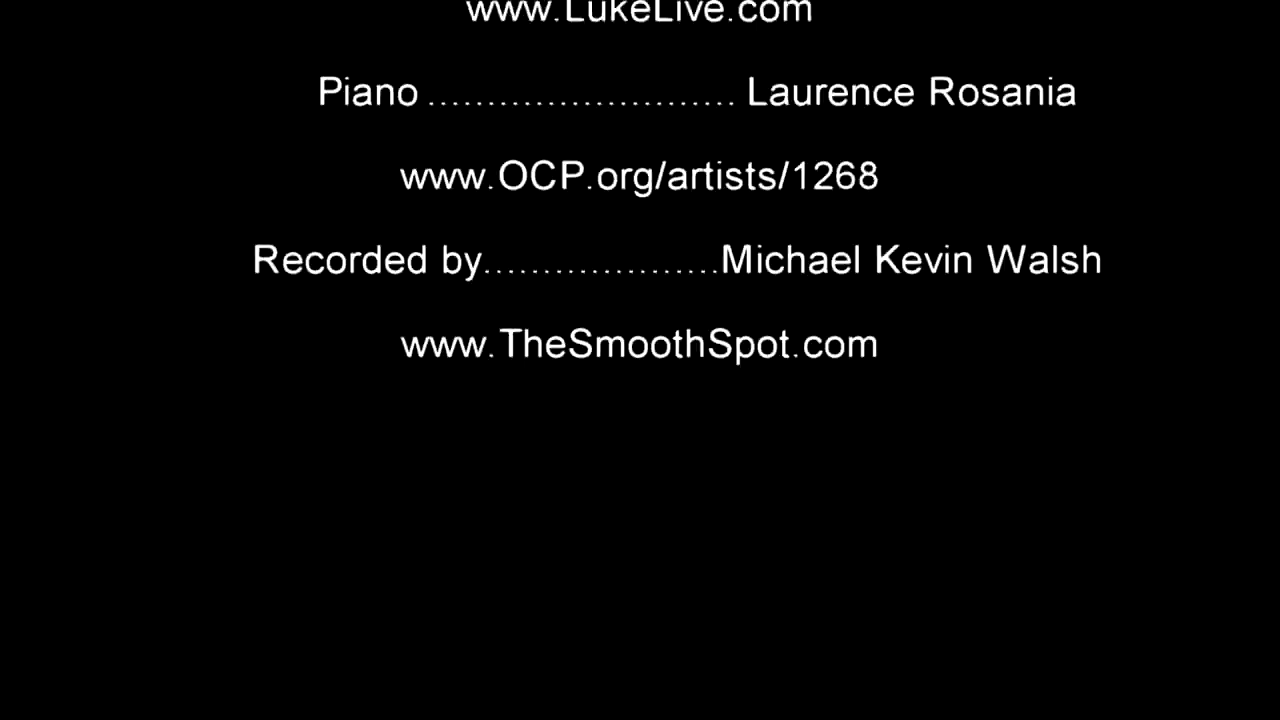 www.LukeLive.com
Piano .......................... Laurence Rosania
www.OCP.org/artists/1268
Recorded by....................Michael Kevin Walsh
www.TheSmoothSpot.com